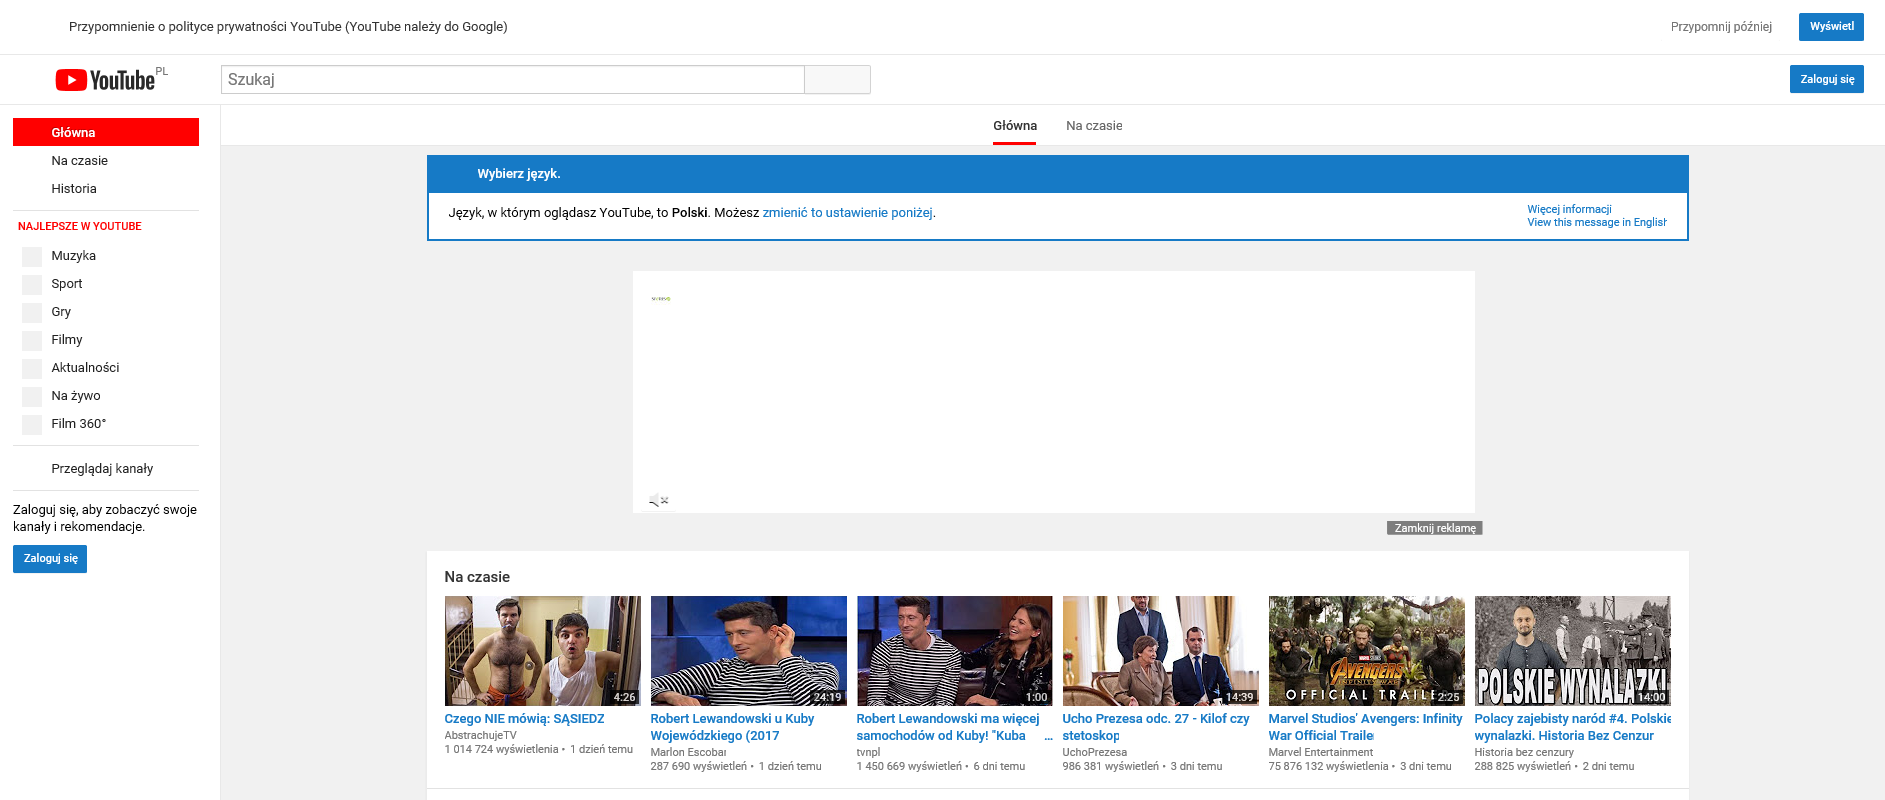 Przypomnienie o polityce prywatności YouTube (YouTube należy do Google)
Przypomnij później
Wyświetl
YouTube PL
Szukaj
Zaloguj się
Główna
Na czasie
Historia
NAJLEPSZE W YOUTUBE
Muzyka
Sport
Gry
Filmy
Aktualności
Na żywo
Film 360°
Przeglądaj kanały
Zaloguj się, aby zobaczyć swoje
kanały i rekomendacje.
Zaloguj się
Główna
Na czasie
Wybierz język.
Język, w którym oglądasz YouTube, to Polski. Możesz zmienić to ustawienie poniżej.
Więcej informacji
View this message in English
Zamknij reklamę
Na czasie
4:26
Czego NIE mówią: SĄSIEDZ
AbstrachujeTV
1 014 724 wyświetlenia • 1 dzień temu
24:19
Robert Lewandowski u Kuby
Wojewódzkiego (2017
Marlon Escobar
287 690 wyświetleń • 1 dzień temu
1:00
Robert Lewandowski ma więcej
samochodów od Kuby! "Kuba ...
tvnpl
1 450 669 wyświetleń • 6 dni temu
14:39
Ucho Prezesa odc. 27 - Kilof czy
stetoskop
UchoPrezesa
986 381 wyświetleń • 3 dni temu
MARVEL STUDIOS
AVENGERS
INFINITY WAR
OFFICIAL TRAILE
2:25
Marvel Studios' Avengers: Infinity
War Official Trailer
Marvel Entertainment
75 876 132 wyświetlenia • 3 dni temu
POLSKIE WYNALAZKI
14:00
Polacy zajebisty naród #4. Polskie
wynalazki. Historia Bez Cenzur
Historia bez cenzury
288 825 wyświetleń • 2 dni temu